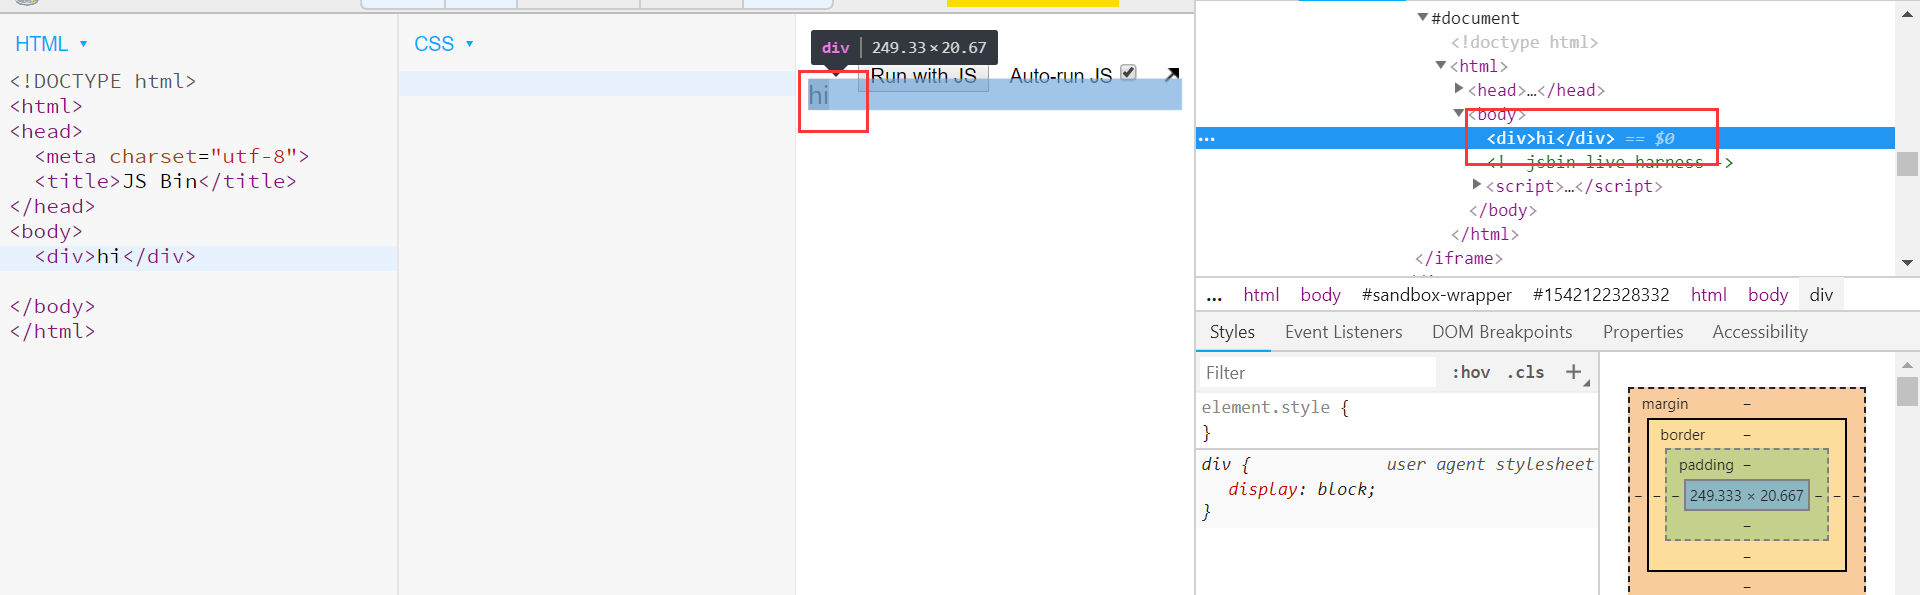 HTML ▾
<!DOCTYPE html>
<html>
<head>
<meta charset="utf-8">
<title>JS Bin</title>
</head>
<body>
<div>hi</div>
</body>
</html>
CSS ▾
div | 249.33 × 20.67
Run with JS
Auto-run JS
hi
▼#document
<!doctype html>
▼<html>
▶<head>…</head>
▼<body>
… <div>hi</div> == $0
<!-- jsbin live harness -->
▶<script>…</script>
</body>
</html>
</iframe>
… html body #sandbox-wrapper #1542122328332 html body div
Styles Event Listeners DOM Breakpoints Properties Accessibility
Filter :hov .cls +
element.style {
}
div { user agent stylesheet
display: block;
}
margin –
border –
padding –
– – – 249.333 × 20.667 – – –
–
–
–